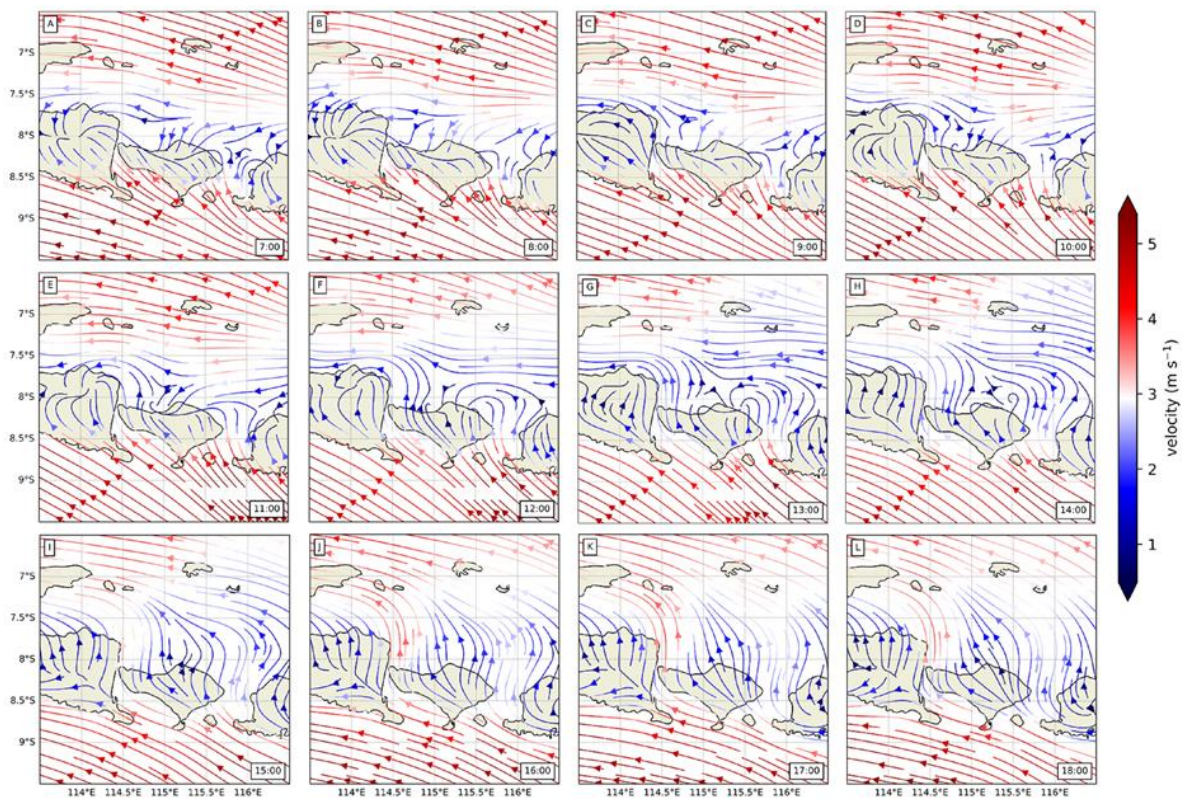 A B C D
7°S
7.5°S
8°S
8.5°S
9°S
7:00 8:00 9:00 10:00
E F G H
7°S
7.5°S
8°S
8.5°S
9°S
11:00 12:00 13:00 14:00
I J K L
7°S
7.5°S
8°S
8.5°S
9°S
15:00 16:00 17:00 18:00
114°E 114.5°E 115°E 115.5°E 116°E 114°E 114.5°E 115°E 115.5°E 116°E 114°E 114.5°E 115°E 115.5°E 116°E 114°E 114.5°E 115°E 115.5°E 116°E
5
4
3
2
1
velocity (m s⁻¹)